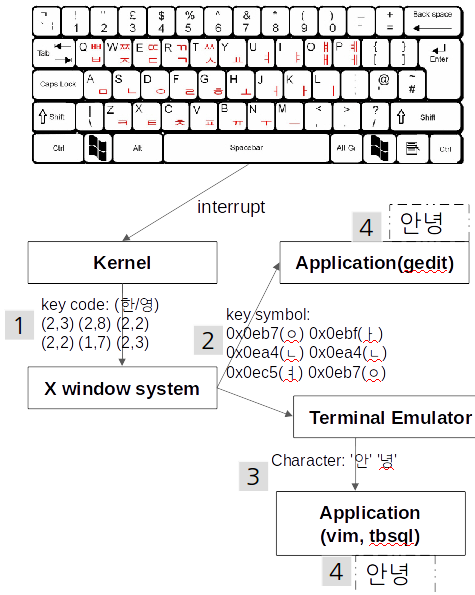 ¬ ¦ ` | ! 1 " 2 £ 3 $ € 4 % 5 ^ 6 & 7 * 8 ( 9 ) 0 _ - + = Back space
Tab Q ㅃ ㅂ W ㅉ ㅈ E ㄸ ㄷ R ㄲ ㄱ T ㅆ ㅅ Y ㅛ U ㅕ I ㅑ O ㅒ ㅐ P ㅖ ㅔ { [ } ] Enter
Caps Lock A ㅁ S ㄴ D ㅇ F ㄹ G ㅎ H ㅗ J ㅓ K ㅏ L ㅣ : ; @ ' ~ #
Shift | \ Z ㅋ X ㅌ C ㅊ V ㅍ B ㅠ N ㅜ M ㅡ < , > . ? / Shift
Ctrl Alt Spacebar Alt Gr Ctrl
interrupt
4 안녕
Kernel
Application(gedit)
1
key code: (한/영)
(2,3) (2,8) (2,2)
(2,2) (1,7) (2,3)
2
key symbol:
0x0eb7(ㅇ) 0x0ebf(ㅏ)
0x0ea4(ㄴ) 0x0ea4(ㄴ)
0x0ec5(ㅕ) 0x0eb7(ㅇ)
X window system
Terminal Emulator
3
Character: '안' '녕'
Application
(vim, tbsql)
4 안녕